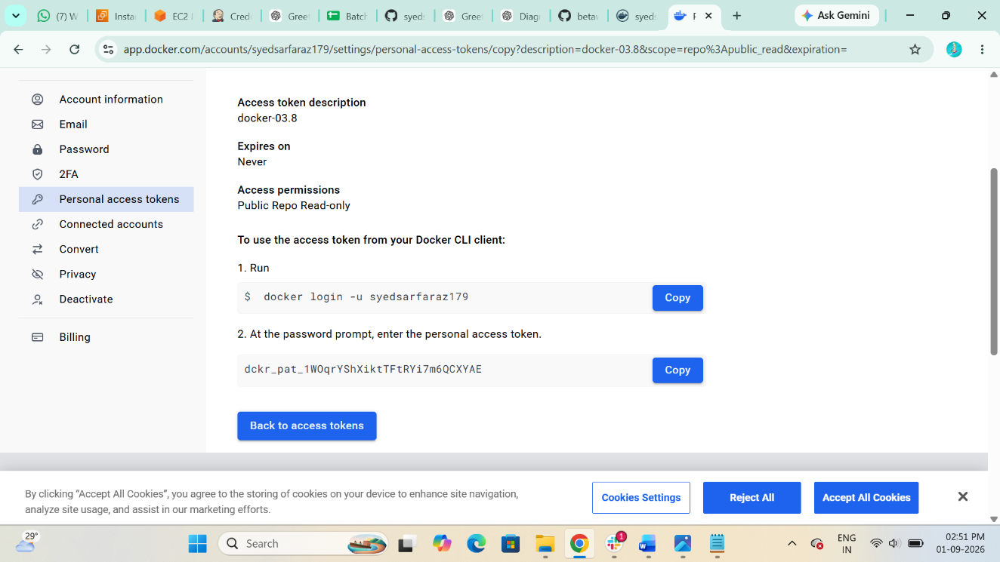 (7) W
Insta
EC2 I
Cred
Greet
Batch
syeds
Greet
Diag
betav
syeds
F
Ask Gemini
app.docker.com/accounts/syedsarfaraz179/settings/personal-access-tokens/copy?description=docker-03.8&scope=repo%3Apublic_read&expiration=
Account information
Email
Password
2FA
Personal access tokens
Connected accounts
Convert
Privacy
Deactivate
Billing
Access token description
docker-03.8
Expires on
Never
Access permissions
Public Repo Read-only
To use the access token from your Docker CLI client:
1. Run
$ docker login -u syedsarfaraz179
Copy
2. At the password prompt, enter the personal access token.
dckr_pat_1WOqrYShXiktTFtRYi7m6QCXYAE
Copy
Back to access tokens
By clicking “Accept All Cookies”, you agree to the storing of cookies on your device to enhance site navigation,
analyze site usage, and assist in our marketing efforts.
Cookies Settings
Reject All
Accept All Cookies
29°
Search
1
ENG
IN
02:51 PM
01-09-2026